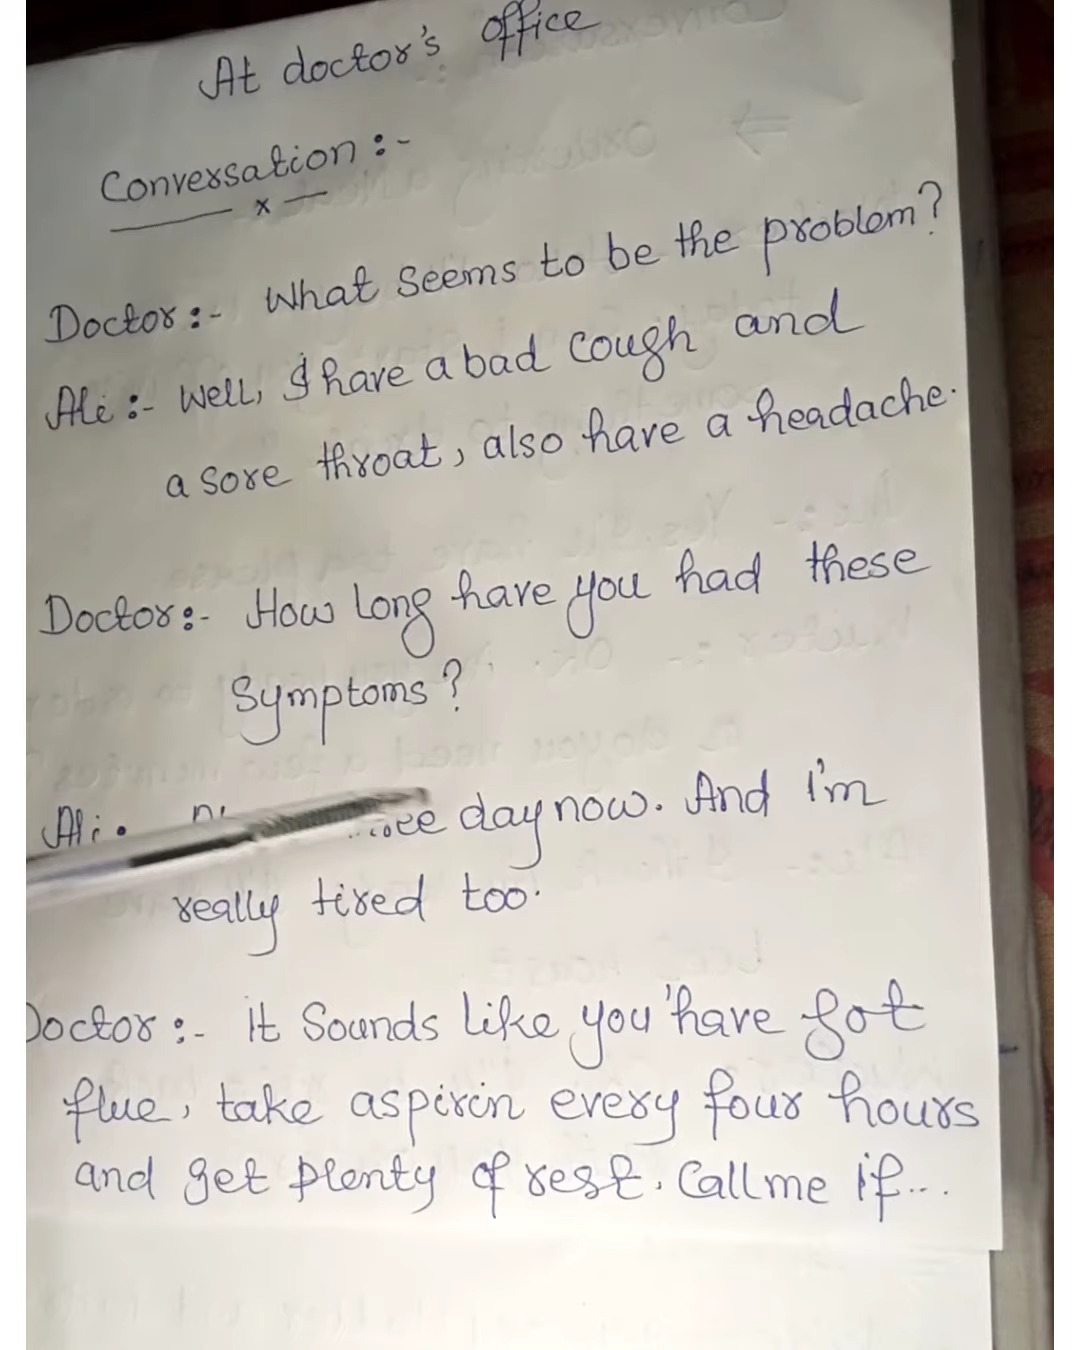 At doctor's office
Conversation :-
x
Doctor :- What seems to be the problem?
Ali :- Well, I have a bad cough and
a sore throat, also have a headache.
Doctor :- How long have you had these
Symptoms?
Ali day now. And I'm
really tired too.
Doctor :- it Sounds like you'have got
flue, take aspirin every four hours
and get plenty of rest. Call me if...